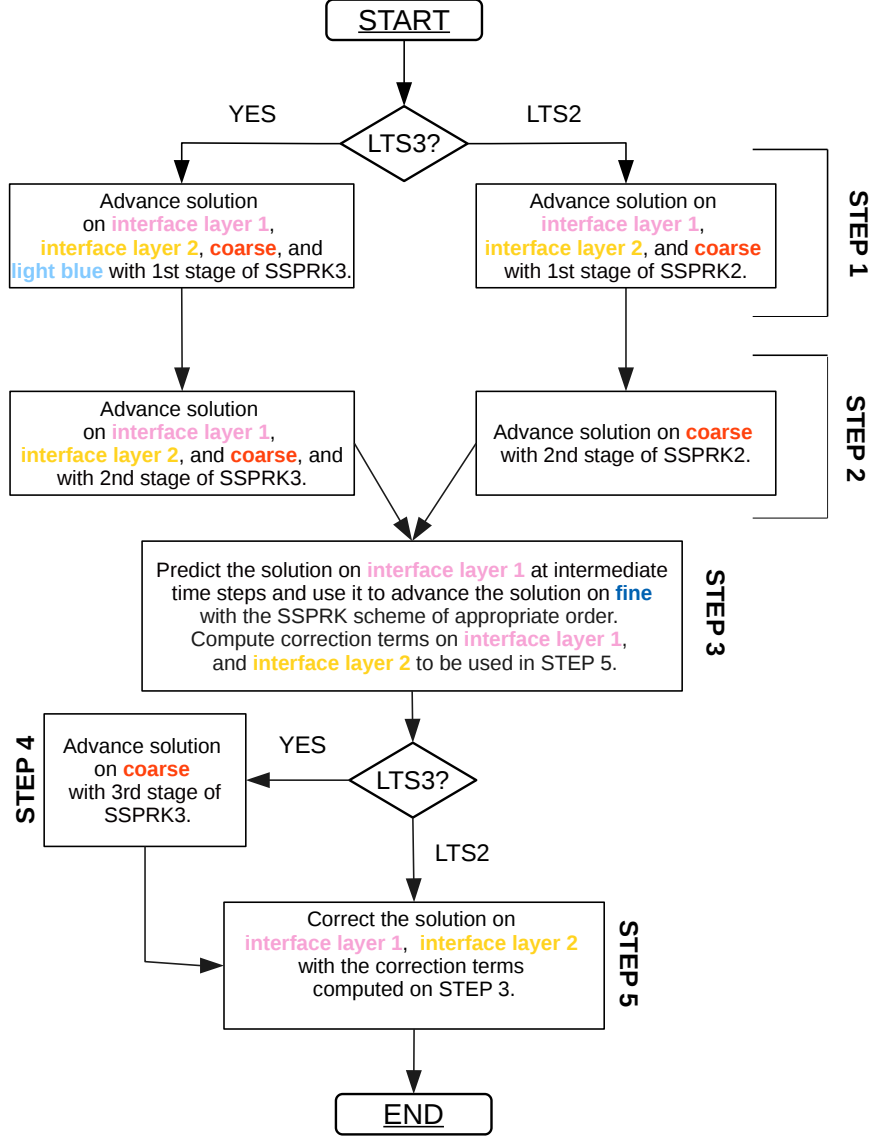 START
YES
LTS2
LTS3?
Advance solution
on interface layer 1,
interface layer 2, coarse, and
light blue with 1st stage of SSPRK3.
Advance solution on
interface layer 1,
interface layer 2, and coarse
with 1st stage of SSPRK2.
STEP 1
Advance solution
on interface layer 1,
interface layer 2, and coarse, and
with 2nd stage of SSPRK3.
Advance solution on coarse
with 2nd stage of SSPRK2.
STEP 2
Predict the solution on interface layer 1 at intermediate
time steps and use it to advance the solution on fine
with the SSPRK scheme of appropriate order.
Compute correction terms on interface layer 1,
and interface layer 2 to be used in STEP 5.
STEP 3
STEP 4
Advance solution
on coarse
with 3rd stage of
SSPRK3.
YES
LTS3?
LTS2
Correct the solution on
interface layer 1, interface layer 2
with the correction terms
computed on STEP 3.
STEP 5
END